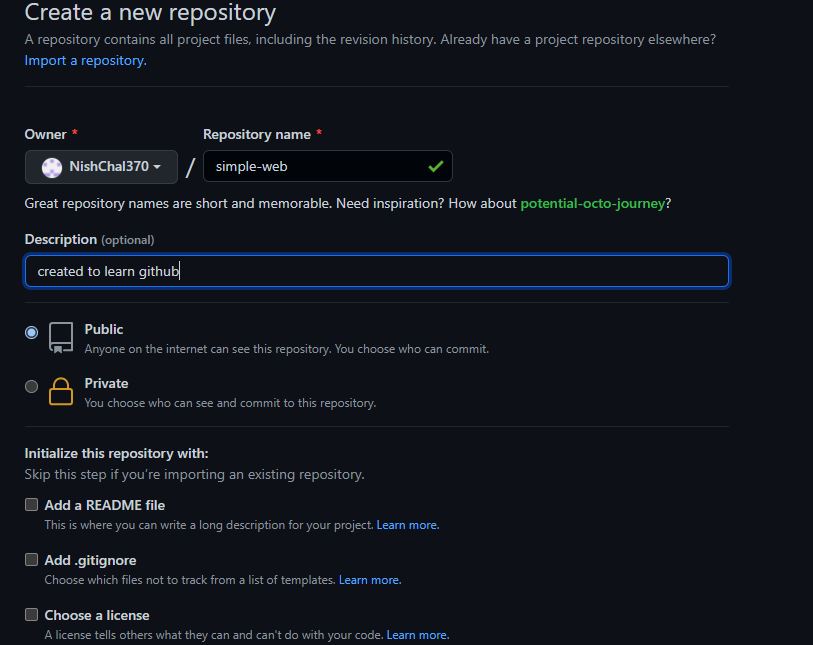 Create a new repository
A repository contains all project files, including the revision history. Already have a project repository elsewhere?
Import a repository.
Owner * Repository name *
NishChal370 / simple-web
Great repository names are short and memorable. Need inspiration? How about potential-octo-journey?
Description (optional)
created to learn github
Public
Anyone on the internet can see this repository. You choose who can commit.
Private
You choose who can see and commit to this repository.
Initialize this repository with:
Skip this step if you're importing an existing repository.
Add a README file
This is where you can write a long description for your project. Learn more.
Add .gitignore
Choose which files not to track from a list of templates. Learn more.
Choose a license
A license tells others what they can and can't do with your code. Learn more.